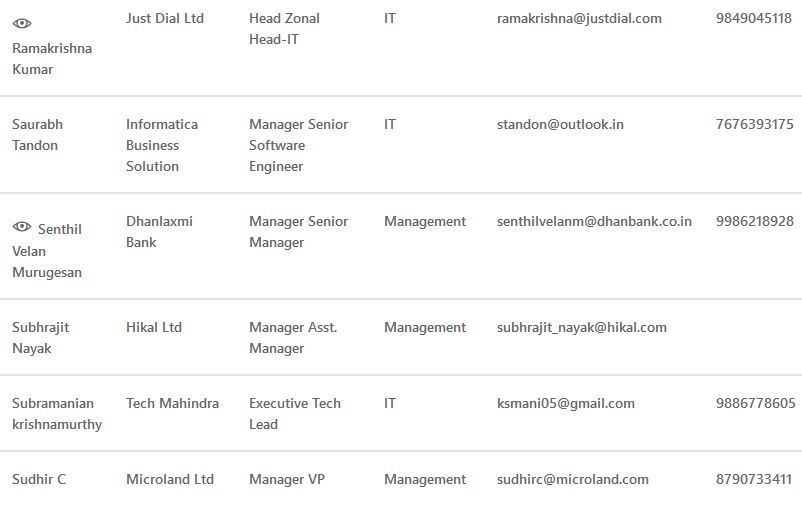 Ramakrishna Kumar Just Dial Ltd Head Zonal Head-IT IT ramakrishna@justdial.com 9849045118
Saurabh Tandon Informatica Business Solution Manager Senior Software Engineer IT standon@outlook.in 7676393175
Senthil Velan Murugesan Dhanlaxmi Bank Manager Senior Manager Management senthilvelanm@dhanbank.co.in 9986218928
Subhrajit Nayak Hikal Ltd Manager Asst. Manager Management subhrajit_nayak@hikal.com
Subramanian krishnamurthy Tech Mahindra Executive Tech Lead IT ksmani05@gmail.com 9886778605
Sudhir C Microland Ltd Manager VP Management sudhirc@microland.com 8790733411